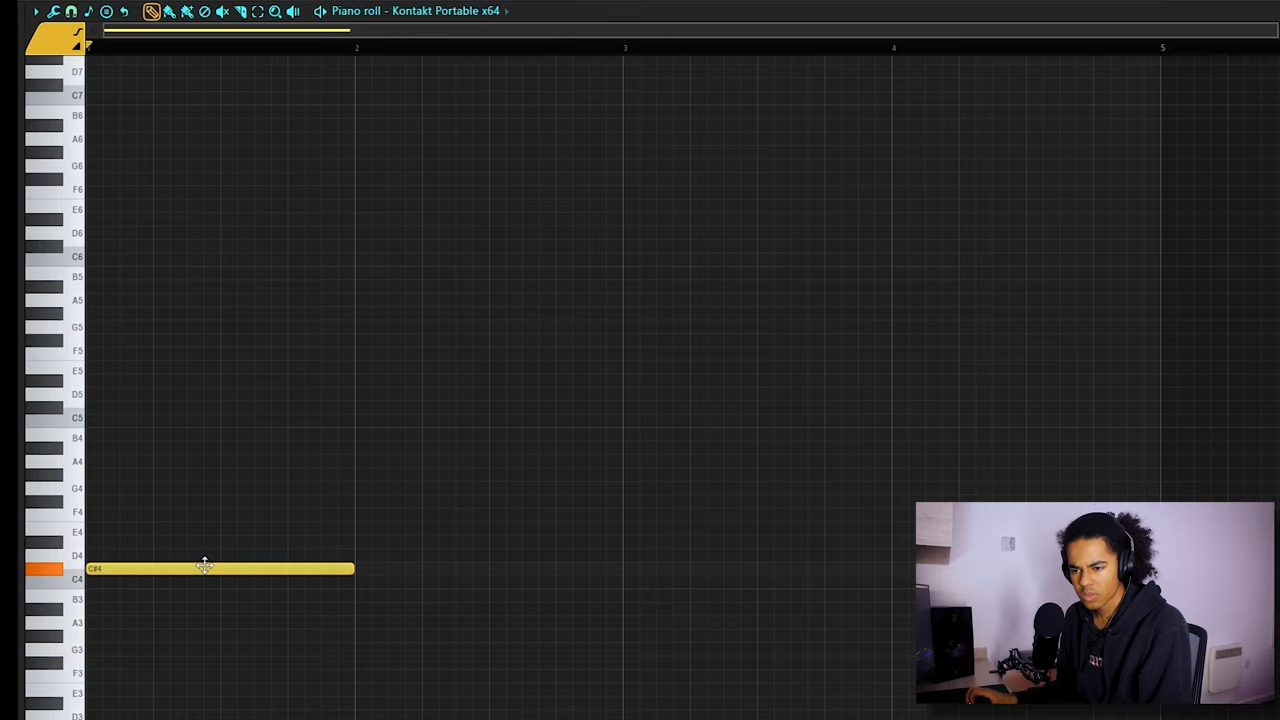 Piano roll - Kontakt Portable x64
2
3
4
5
D7
C7
B6
A6
G6
F6
E6
D6
C6
B5
A5
G5
F5
E5
D5
C5
B4
A4
G4
F4
E4
D4
C#4
C4
B3
A3
G3
F3
E3
D3